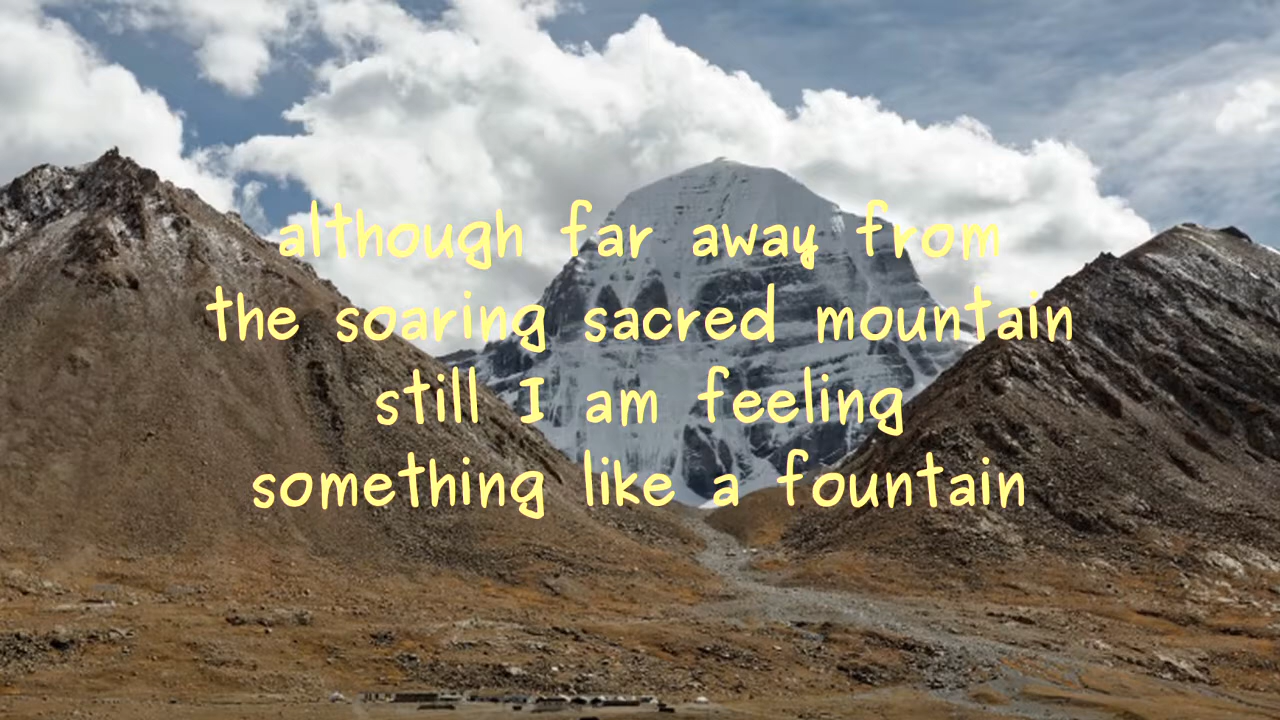 although far away from
the soaring sacred mountain
still I am feeling
something like a fountain